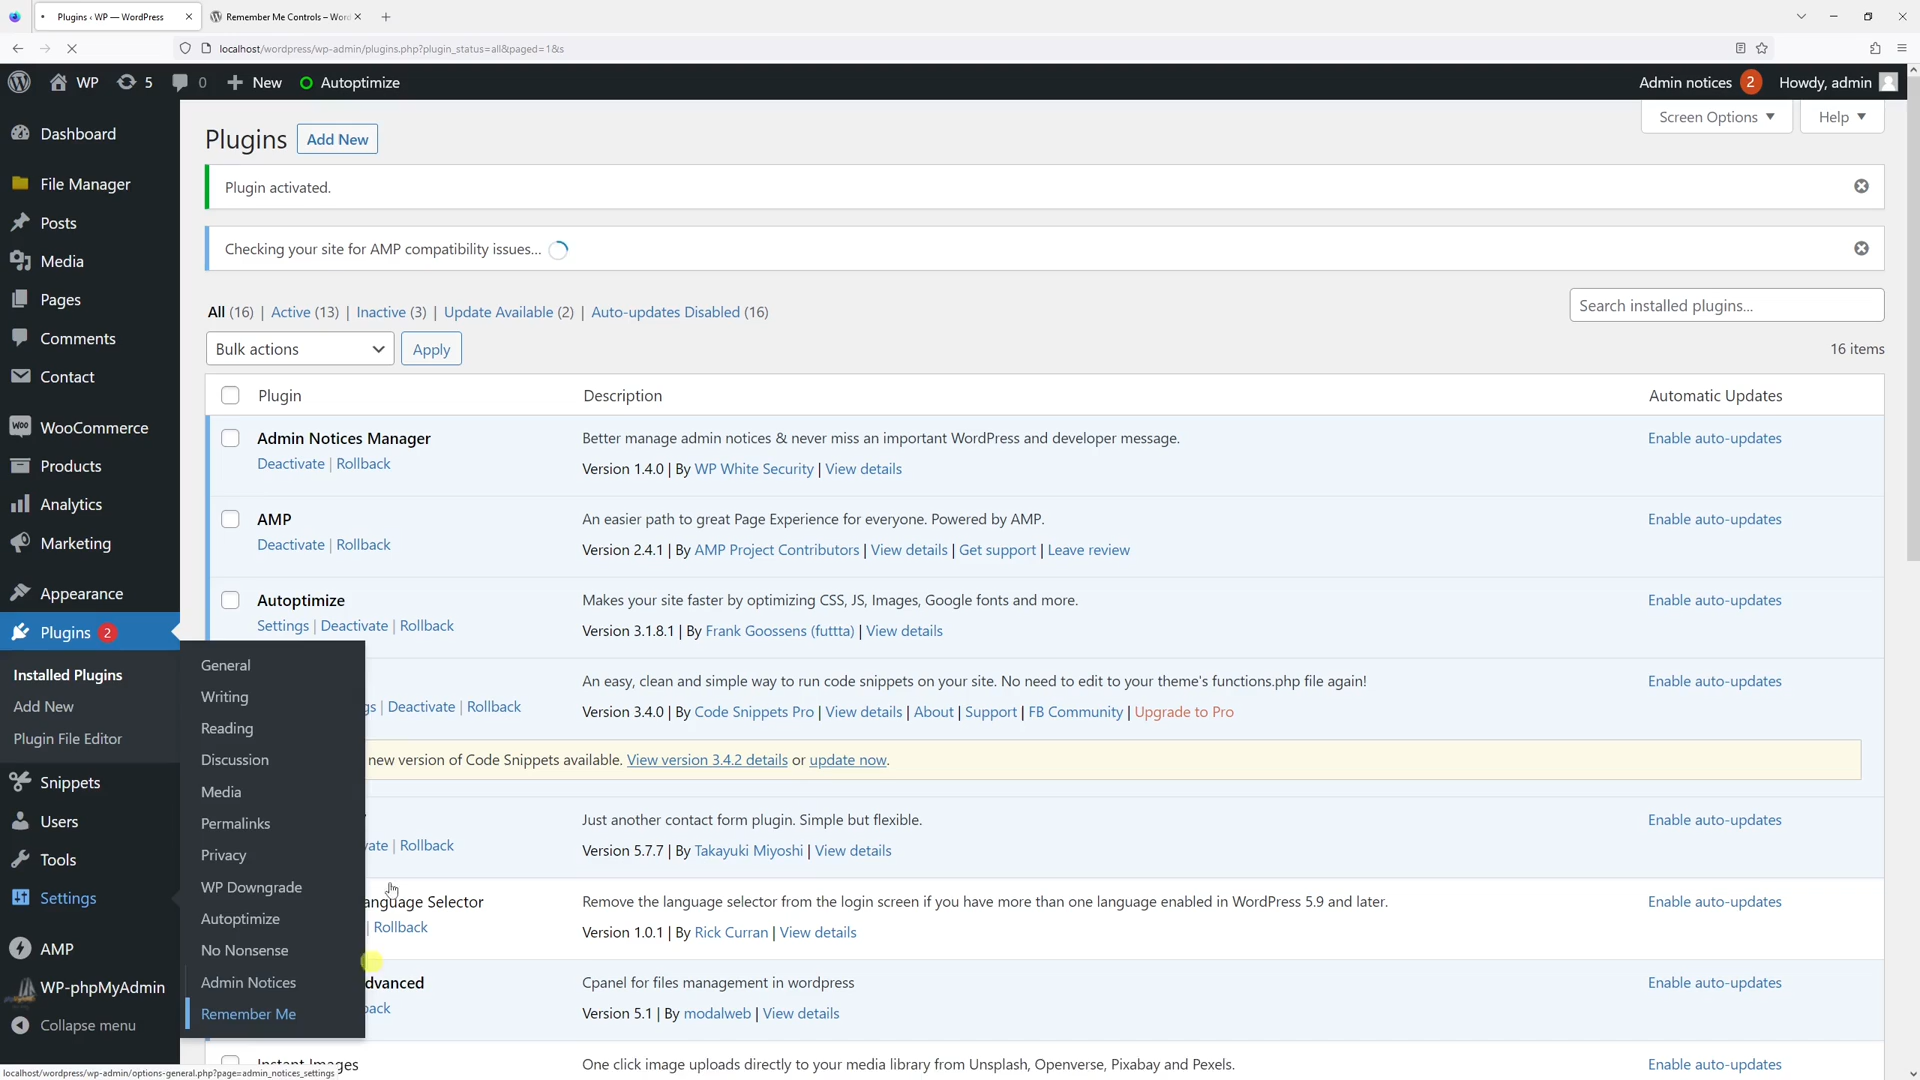 Plugins ‹ WP — WordPress
Remember Me Controls – Word
localhost/wordpress/wp-admin/plugins.php?plugin_status=all&paged=1&s
WP 5 0 New Autoptimize Admin notices 2 Howdy, admin
Screen Options Help
Dashboard
File Manager
Posts
Media
Pages
Comments
Contact
WooCommerce
Products
Analytics
Marketing
Appearance
Plugins 2
Installed Plugins
Add New
Plugin File Editor
Snippets
Users
Tools
Settings
AMP
WP-phpMyAdmin
Collapse menu
General
Writing
Reading
Discussion
Media
Permalinks
Privacy
WP Downgrade
Autoptimize
No Nonsense
Admin Notices
Remember Me
Plugins Add New
Plugin activated.
Checking your site for AMP compatibility issues...
All (16) | Active (13) | Inactive (3) | Update Available (2) | Auto-updates Disabled (16)
Search installed plugins...
Bulk actions Apply
16 items
Plugin Description Automatic Updates
Admin Notices Manager
Deactivate | Rollback
Better manage admin notices & never miss an important WordPress and developer message.
Version 1.4.0 | By WP White Security | View details
Enable auto-updates
AMP
Deactivate | Rollback
An easier path to great Page Experience for everyone. Powered by AMP.
Version 2.4.1 | By AMP Project Contributors | View details | Get support | Leave review
Enable auto-updates
Autoptimize
Settings | Deactivate | Rollback
Makes your site faster by optimizing CSS, JS, Images, Google fonts and more.
Version 3.1.8.1 | By Frank Goossens (futtta) | View details
Enable auto-updates
gs | Deactivate | Rollback
An easy, clean and simple way to run code snippets on your site. No need to edit to your theme's functions.php file again!
Version 3.4.0 | By Code Snippets Pro | View details | About | Support | FB Community | Upgrade to Pro
Enable auto-updates
new version of Code Snippets available. View version 3.4.2 details or update now.
ate | Rollback
Just another contact form plugin. Simple but flexible.
Version 5.7.7 | By Takayuki Miyoshi | View details
Enable auto-updates
anguage Selector
| Rollback
Remove the language selector from the login screen if you have more than one language enabled in WordPress 5.9 and later.
Version 1.0.1 | By Rick Curran | View details
Enable auto-updates
dvanced
back
Cpanel for files management in wordpress
Version 5.1 | By modalweb | View details
Enable auto-updates
Instant Images
One click image uploads directly to your media library from Unsplash, Openverse, Pixabay and Pexels.
Enable auto-updates
localhost/wordpress/wp-admin/options-general.php?page=admin_notices_settings